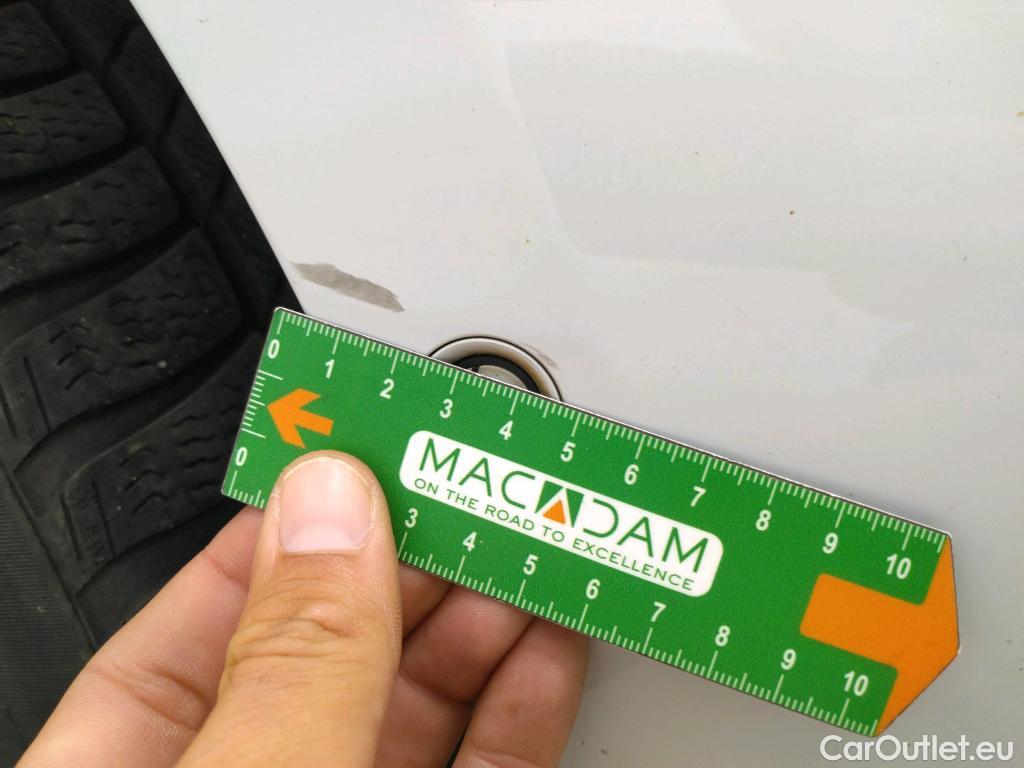 0 1 2 3 4 5 6 7 8 9 10
MACADAM
ON THE ROAD TO EXCELLENCE
0 3 4 5 6 7 8 9 10
CarOutlet.eu